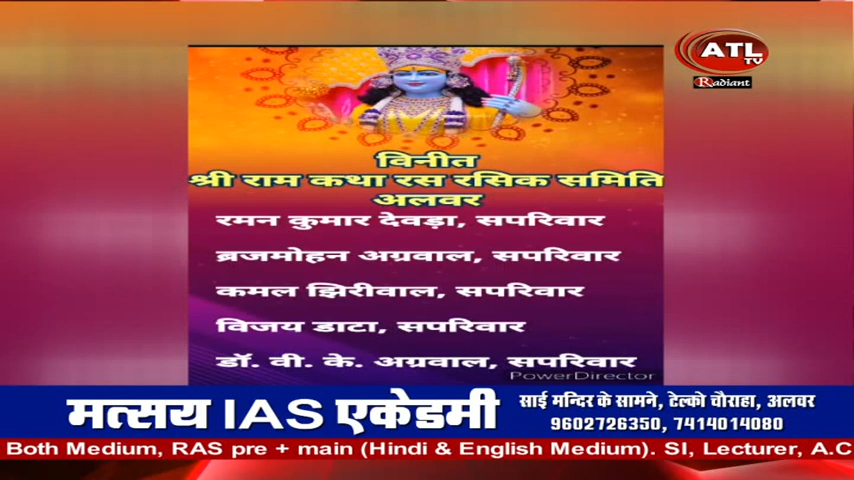 ATL
TV
Radiant
विनीत
श्री राम कथा रस रसिक समिति
अलवर
रमन कुमार देवड़ा, सपरिवार
ब्रजमोहन अग्रवाल, सपरिवार
कमल झिरीवाल, सपरिवार
विजय डाटा, सपरिवार
डॉ. वी. के. अग्रवाल, सपरिवार
PowerDirector
मत्सय IAS एकेडमी
साई मन्दिर के सामने, टेल्को चौराहा, अलवर
9602726350, 7414014080
Both Medium, RAS pre + main (Hindi & English Medium). SI, Lecturer, A.C